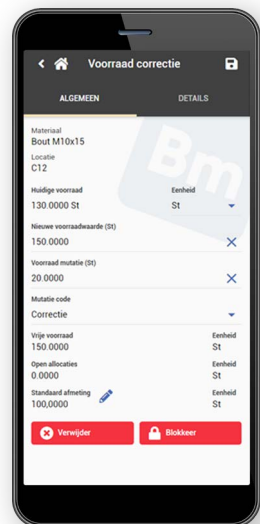 Voorraad correctie
ALGEMEEN DETAILS
Bm
Materiaal
Bout M10x15
Locatie
C12
Huidige voorraad Eenheid
130.0000 St St
Nieuwe voorraadwaarde (St)
150.0000
Voorraad mutatie (St)
20.0000
Mutatie code
Correctie
Vrije voorraad Eenheid
150.0000 St
Open allocaties Eenheid
0.0000 St
Standaard afmeting Eenheid
100,0000 St
Verwijder Blokkeer